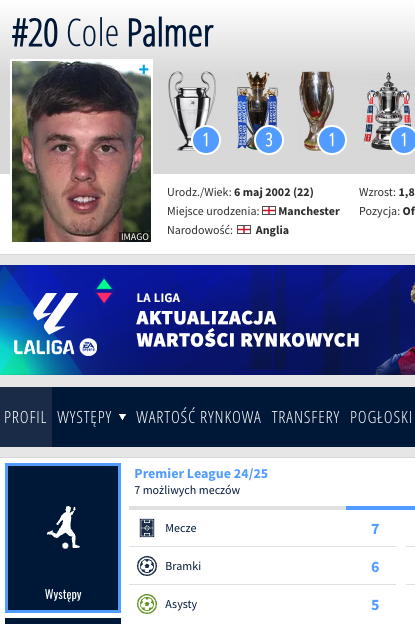 #20 Cole Palmer
1
3
1
1
IMAGO
Urodz./Wiek: 6 maj 2002 (22)
Wzrost: 1,8
Miejsce urodzenia: Manchester
Pozycja: Of
Narodowość: Anglia
LALIGA EA SPORTS
LA LIGA
AKTUALIZACJA
WARTOŚCI RYNKOWYCH
PROFIL WYSTĘPY WARTOŚĆ RYNKOWA TRANSFERY POGŁOSKI
Występy
Premier League 24/25
7 możliwych meczów
Mecze 7
Bramki 6
Asysty 5